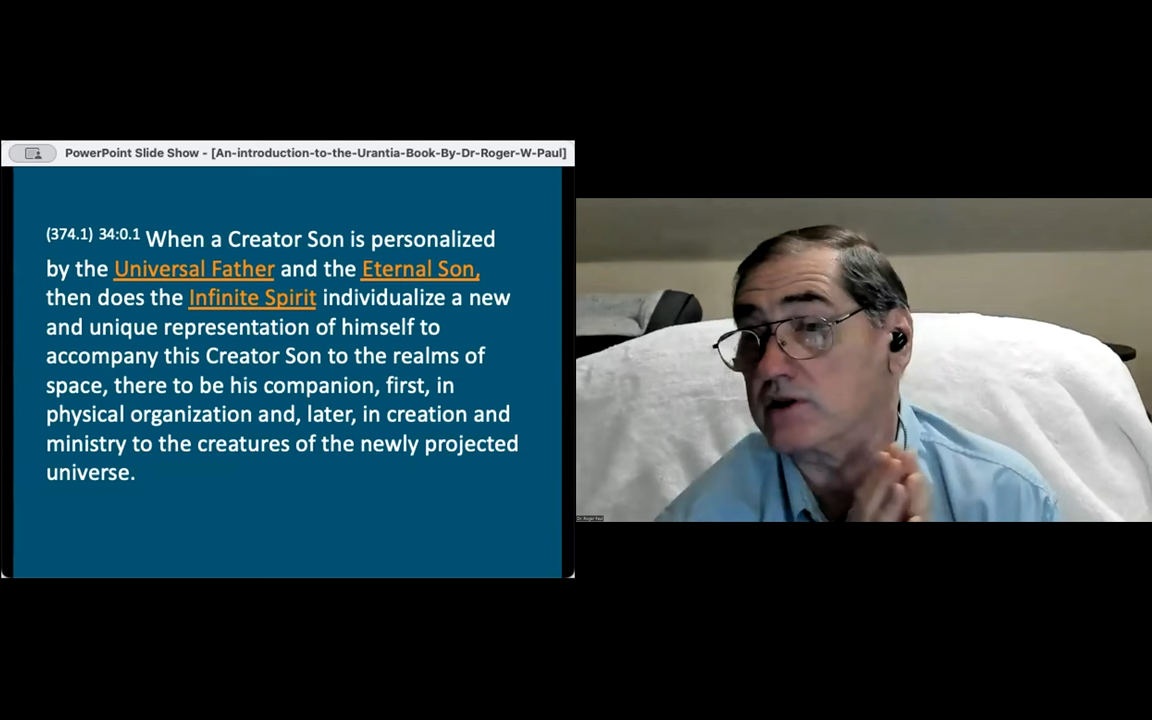 PowerPoint Slide Show - [An-introduction-to-the-Urantia-Book-By-Dr-Roger-W-Paul]
(374.1) 34:0.1 When a Creator Son is personalized
by the Universal Father and the Eternal Son,
then does the Infinite Spirit individualize a new
and unique representation of himself to
accompany this Creator Son to the realms of
space, there to be his companion, first, in
physical organization and, later, in creation and
ministry to the creatures of the newly projected
universe.
Dr. Roger Paul